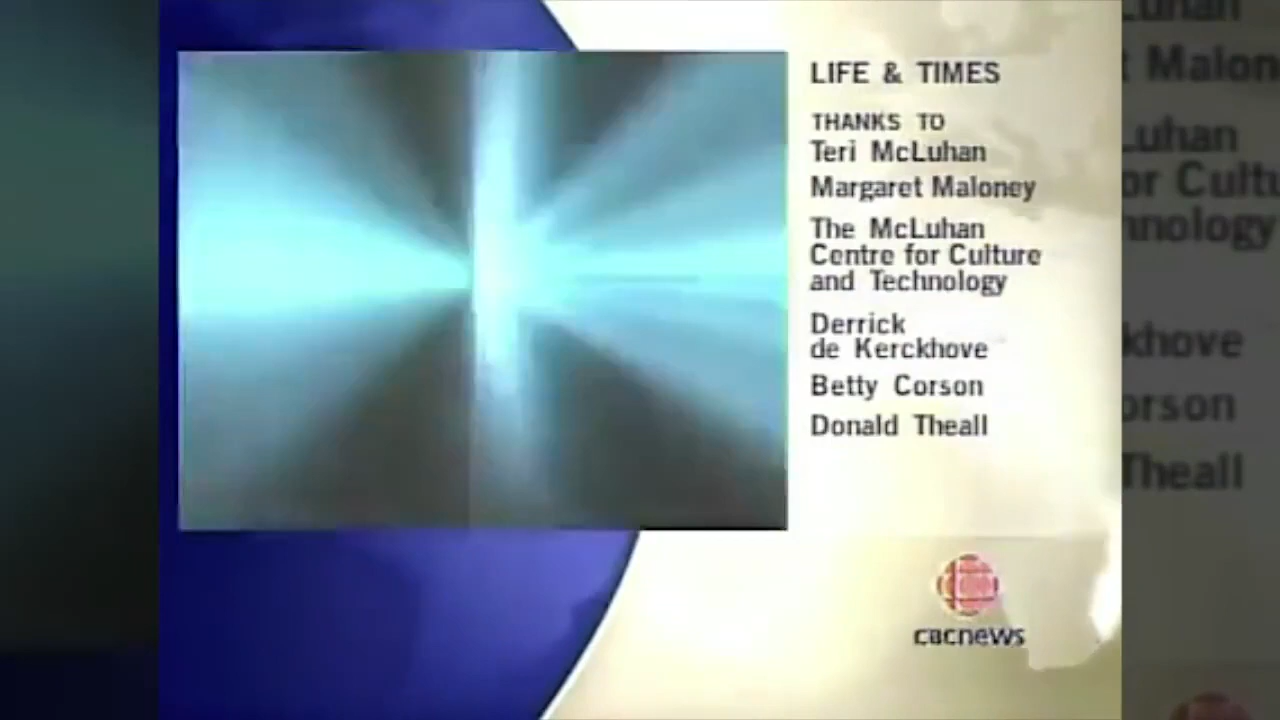 LIFE & TIMES
THANKS TO
Teri McLuhan
Margaret Maloney
The McLuhan
Centre for Culture
and Technology
Derrick
de Kerckhove
Betty Corson
Donald Theall
cbcnews